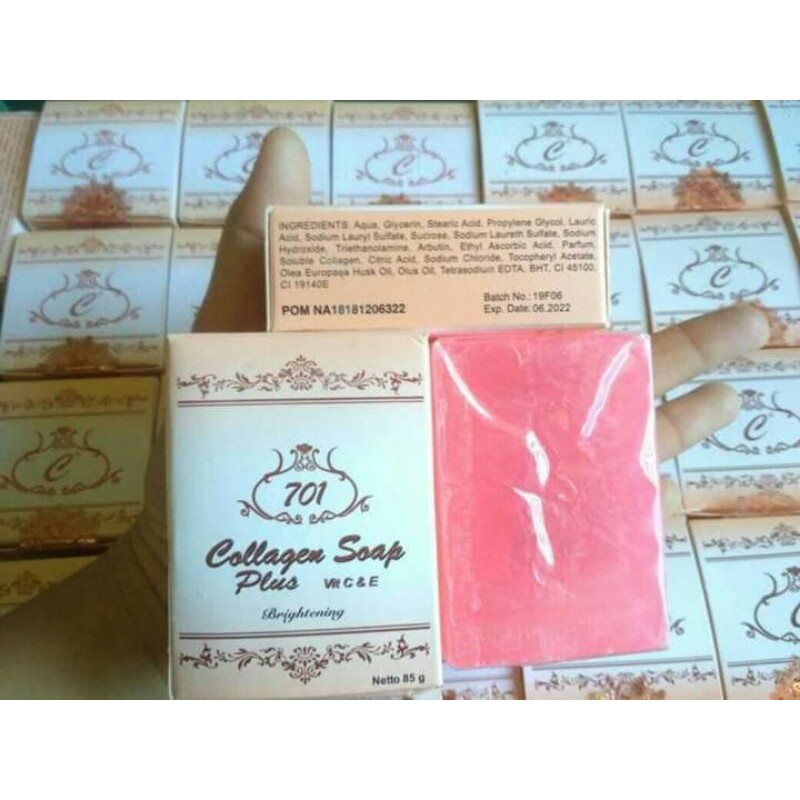 C
C
C
C
C
INGREDIENTS. Aqua, Glycerin, Stearic Acid, Propylene Glycol, Lauric
Acid, Sodium Lauryl Sulfate, Sucrose, Sodium Laureth Sulfate, Sodium
Hydroxide, Triethanolamine, Arbutin, Ethyl Ascorbic Acid, Parfum,
Soluble Collagen, Citric Acid, Sodium Chloride, Tocopheryl Acetate,
Olea Europaea Husk Oil, Olus Oil, Tetrasodium EDTA, BHT, CI 45100,
CI 19140E
POM NA18181206322
Batch No.: 19F06
Exp. Date: 06.2022
C
C
C
C
701
Collagen Soap
Plus Vit C & E
Brightening
Netto 85 g